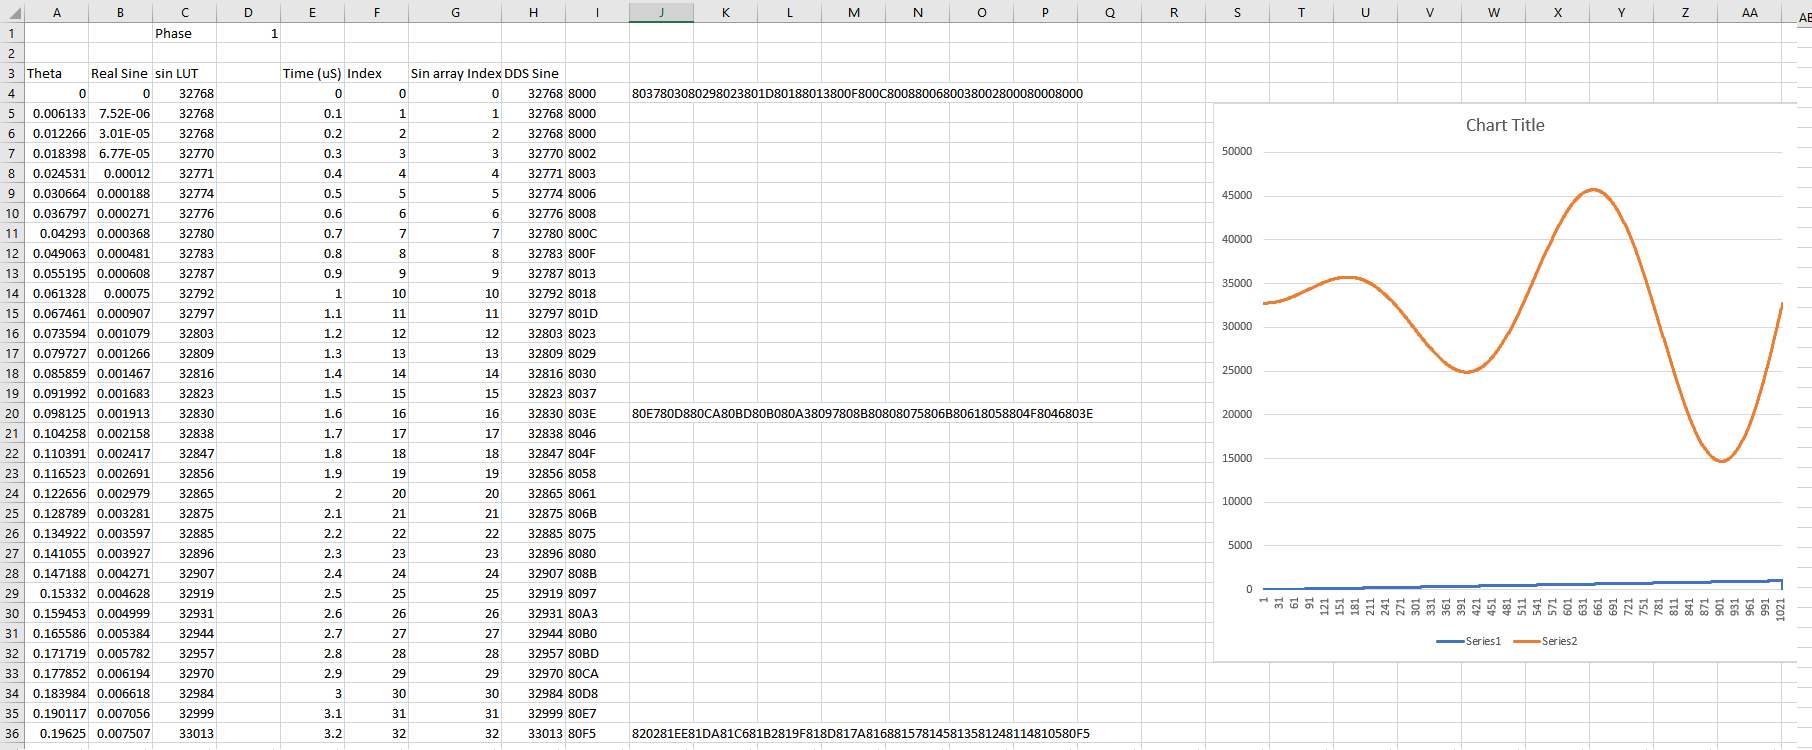 A B C D E F G H I J K L M N O P Q R S T U V W X Y Z AA AB
1 Phase 1
2
3 Theta Real Sine sin LUT Time (uS) Index Sin array Index DDS Sine
4 0 0 32768 0 0 0 32768 8000 8037803080298023801D80188013800F800C8008800680038002800080008000
5 0.006133 7.52E-06 32768 0.1 1 1 32768 8000
6 0.012266 3.01E-05 32768 0.2 2 2 32768 8000
7 0.018398 6.77E-05 32770 0.3 3 3 32770 8002
8 0.024531 0.00012 32771 0.4 4 4 32771 8003
9 0.030664 0.000188 32774 0.5 5 5 32774 8006
10 0.036797 0.000271 32776 0.6 6 6 32776 8008
11 0.04293 0.000368 32780 0.7 7 7 32780 800C
12 0.049063 0.000481 32783 0.8 8 8 32783 800F
13 0.055195 0.000608 32787 0.9 9 9 32787 8013
14 0.061328 0.00075 32792 1 10 10 32792 8018
15 0.067461 0.000907 32797 1.1 11 11 32797 801D
16 0.073594 0.001079 32803 1.2 12 12 32803 8023
17 0.079727 0.001266 32809 1.3 13 13 32809 8029
18 0.085859 0.001467 32816 1.4 14 14 32816 8030
19 0.091992 0.001683 32823 1.5 15 15 32823 8037
20 0.098125 0.001913 32830 1.6 16 16 32830 803E 80E780D880CA80BD80B080A38097808B80808075806B80618058804F8046803E
21 0.104258 0.002158 32838 1.7 17 17 32838 8046
22 0.110391 0.002417 32847 1.8 18 18 32847 804F
23 0.116523 0.002691 32856 1.9 19 19 32856 8058
24 0.122656 0.002979 32865 2 20 20 32865 8061
25 0.128789 0.003281 32875 2.1 21 21 32875 806B
26 0.134922 0.003597 32885 2.2 22 22 32885 8075
27 0.141055 0.003927 32896 2.3 23 23 32896 8080
28 0.147188 0.004271 32907 2.4 24 24 32907 808B
29 0.15332 0.004628 32919 2.5 25 25 32919 8097
30 0.159453 0.004999 32931 2.6 26 26 32931 80A3
31 0.165586 0.005384 32944 2.7 27 27 32944 80B0
32 0.171719 0.005782 32957 2.8 28 28 32957 80BD
33 0.177852 0.006194 32970 2.9 29 29 32970 80CA
34 0.183984 0.006618 32984 3 30 30 32984 80D8
35 0.190117 0.007056 32999 3.1 31 31 32999 80E7
36 0.19625 0.007507 33013 3.2 32 32 33013 80F5 820281EE81DA81C681B2819F818D817A816881578145813581248114810580F5
Chart Title
50000
45000
40000
35000
30000
25000
20000
15000
10000
5000
0
1 31 61 91 121 151 181 211 241 271 301 331 361 391 421 451 481 511 541 571 601 631 661 691 721 751 781 811 841 871 901 931 961 991 1021
Series1 Series2